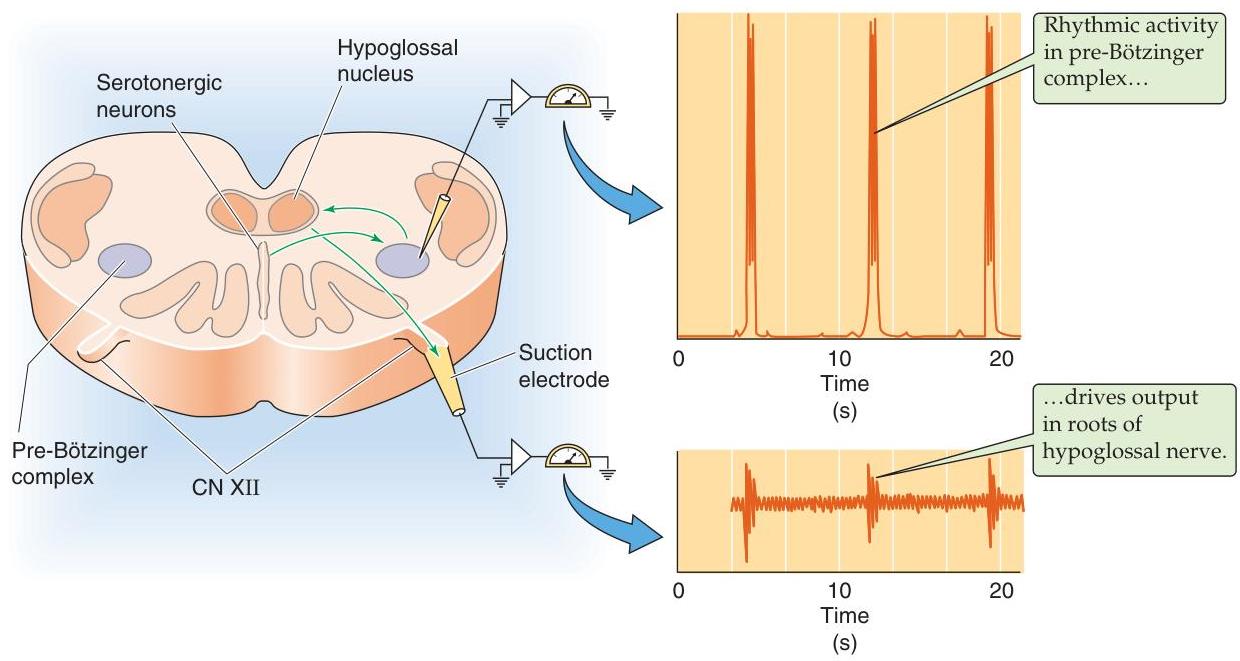 Hypoglossal
nucleus
Serotonergic
neurons
Suction
electrode
Pre-Bötzinger
complex
CN XII
Rhythmic activity
in pre-Bötzinger
complex…
0 10 20
Time
(s)
…drives output
in roots of
hypoglossal nerve.
0 10 20
Time
(s)